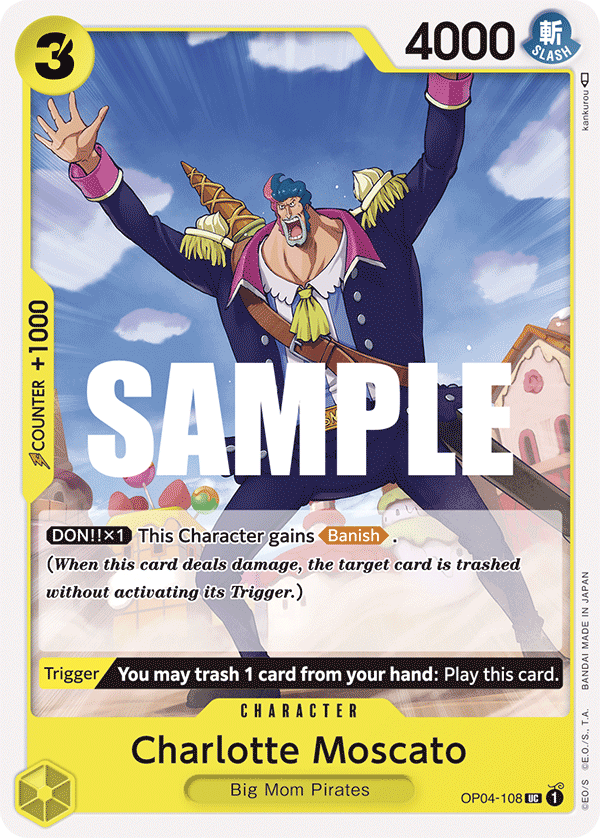 3
4000
斬
SLASH
kankurou
COUNTER +1000
SAMPLE
DON!!×1 This Character gains Banish .
(When this card deals damage, the target card is trashed
without activating its Trigger.)
Trigger You may trash 1 card from your hand: Play this card.
CHARACTER
Charlotte Moscato
Big Mom Pirates
OP04-108 UC 1
©E.O/S ©E.O./S., T.A. BANDAI MADE IN JAPAN